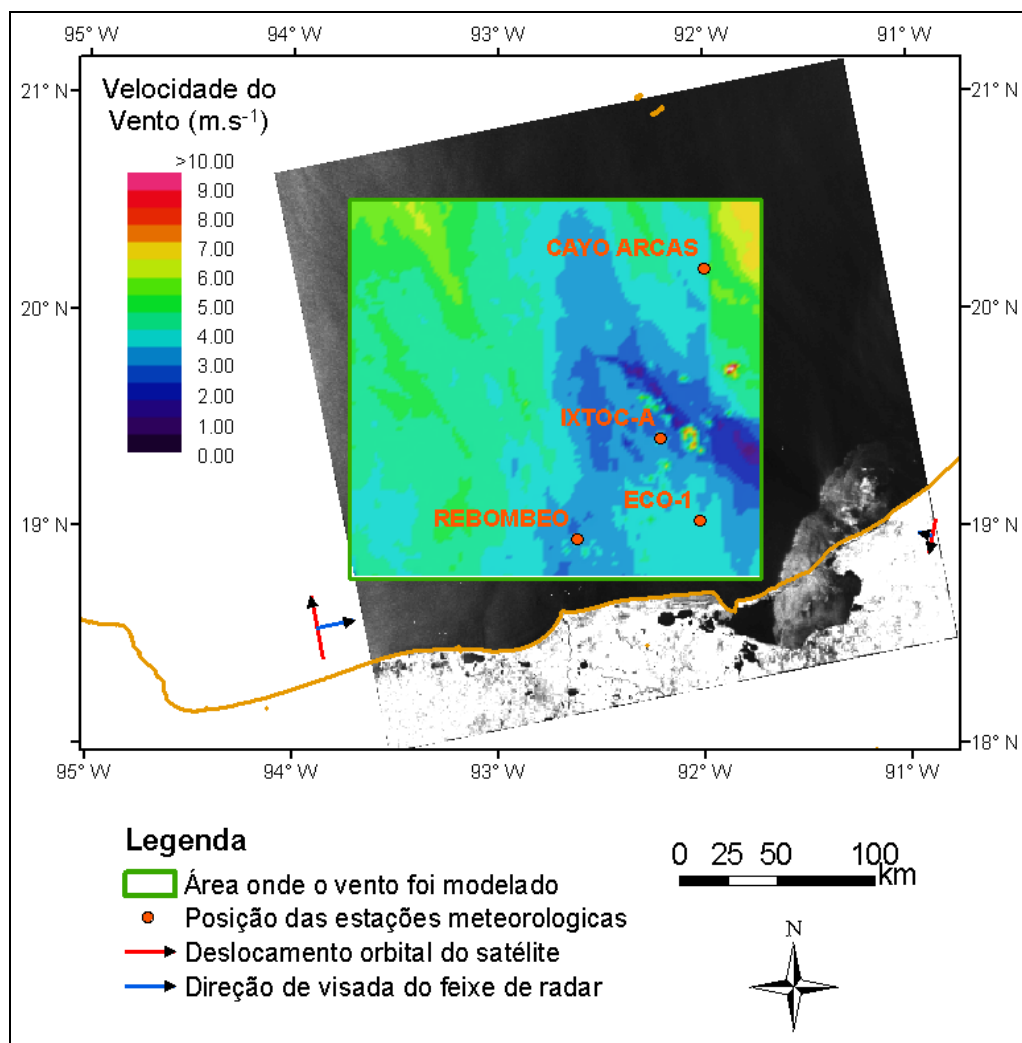 95° W 94° W 93° W 92° W 91° W
21° N 21° N
Velocidade do
Vento (m.s-1)
>10.00
9.00
8.00
7.00
6.00
5.00
4.00
3.00
2.00
1.00
0.00
CAYO ARCAS
20° N 20° N
IXTOC-A
ECO-1
REBOMBEO
19° N 19° N
18° N
95° W 94° W 93° W 92° W 91° W
Legenda
Área onde o vento foi modelado
Posição das estações meteorologicas
Deslocamento orbital do satélite
Direção de visada do feixe de radar
0 25 50 100
km
N